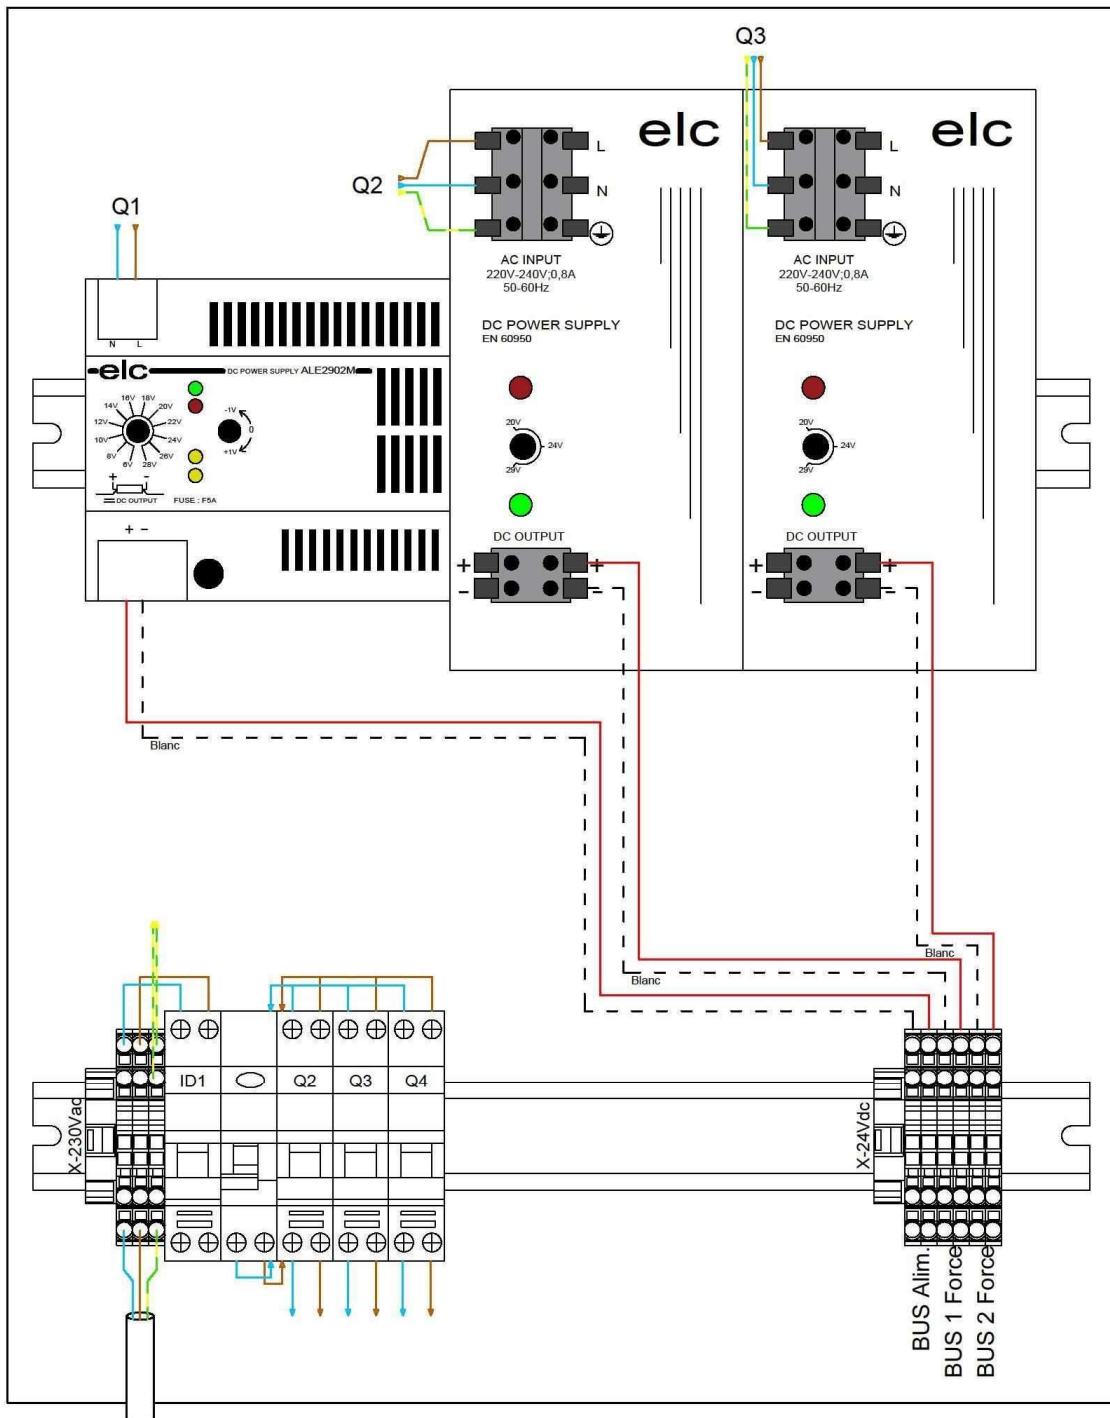 Q3
elc
elc
L
N
L
N
Q2
Q1
AC INPUT
220V-240V;0,8A
50-60Hz
AC INPUT
220V-240V;0,8A
50-60Hz
DC POWER SUPPLY
EN 60950
DC POWER SUPPLY
EN 60950
N L
elc
DC POWER SUPPLY ALE2902M
16V 18V
14V 20V
12V 22V
10V 24V
8V 26V
6V 28V
-1V
0
+1V
+ -
DC OUTPUT
FUSE : F5A
+ -
20V
24V
29V
20V
24V
29V
DC OUTPUT
+ +
- -
DC OUTPUT
+ +
- -
Blanc
Blanc
Blanc
X-230Vac
ID1
Q2
Q3
Q4
X-24Vdc
BUS Alim.
BUS 1 Force
BUS 2 Force